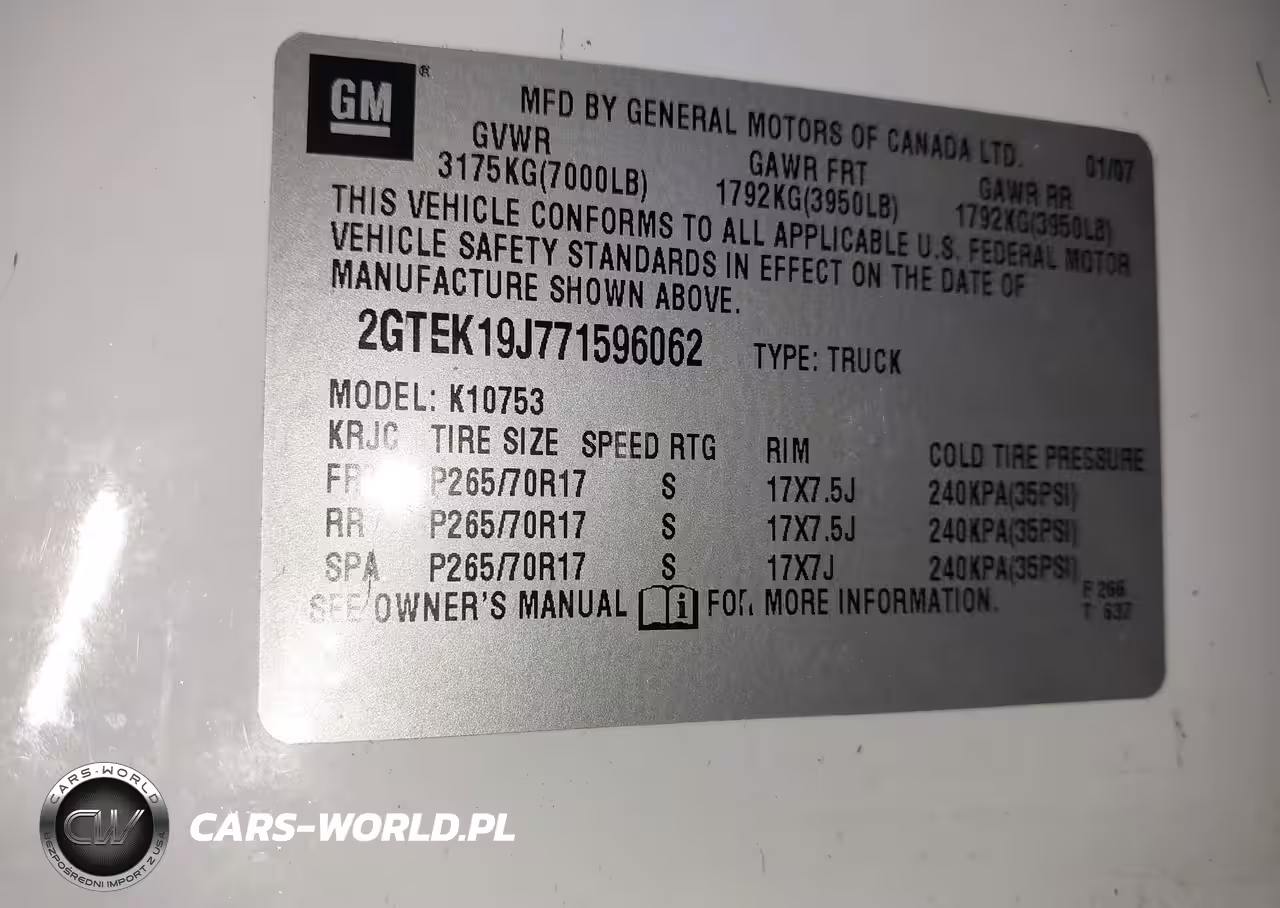 GM®
MFD BY GENERAL MOTORS OF CANADA LTD.
01/07
GVWR GAWR FRT GAWR RR
3175KG(7000LB) 1792KG(3950LB) 1792KG(3950LB)
THIS VEHICLE CONFORMS TO ALL APPLICABLE U.S. FEDERAL MOTOR
VEHICLE SAFETY STANDARDS IN EFFECT ON THE DATE OF
MANUFACTURE SHOWN ABOVE.
2GTEK19J771596062 TYPE: TRUCK
MODEL: K10753
KRJC TIRE SIZE SPEED RTG RIM COLD TIRE PRESSURE
P265/70R17 S 17X7.5J 240KPA(35PSI)
RR P265/70R17 S 17X7.5J 240KPA(35PSI)
SPA P265/70R17 S 17X7J 240KPA(35PSI)
SEE OWNER'S MANUAL i FOR MORE INFORMATION.
T 637
CARS-WORLD
CW
BEZPOŚREDNI IMPORT Z USA
CARS-WORLD.PL